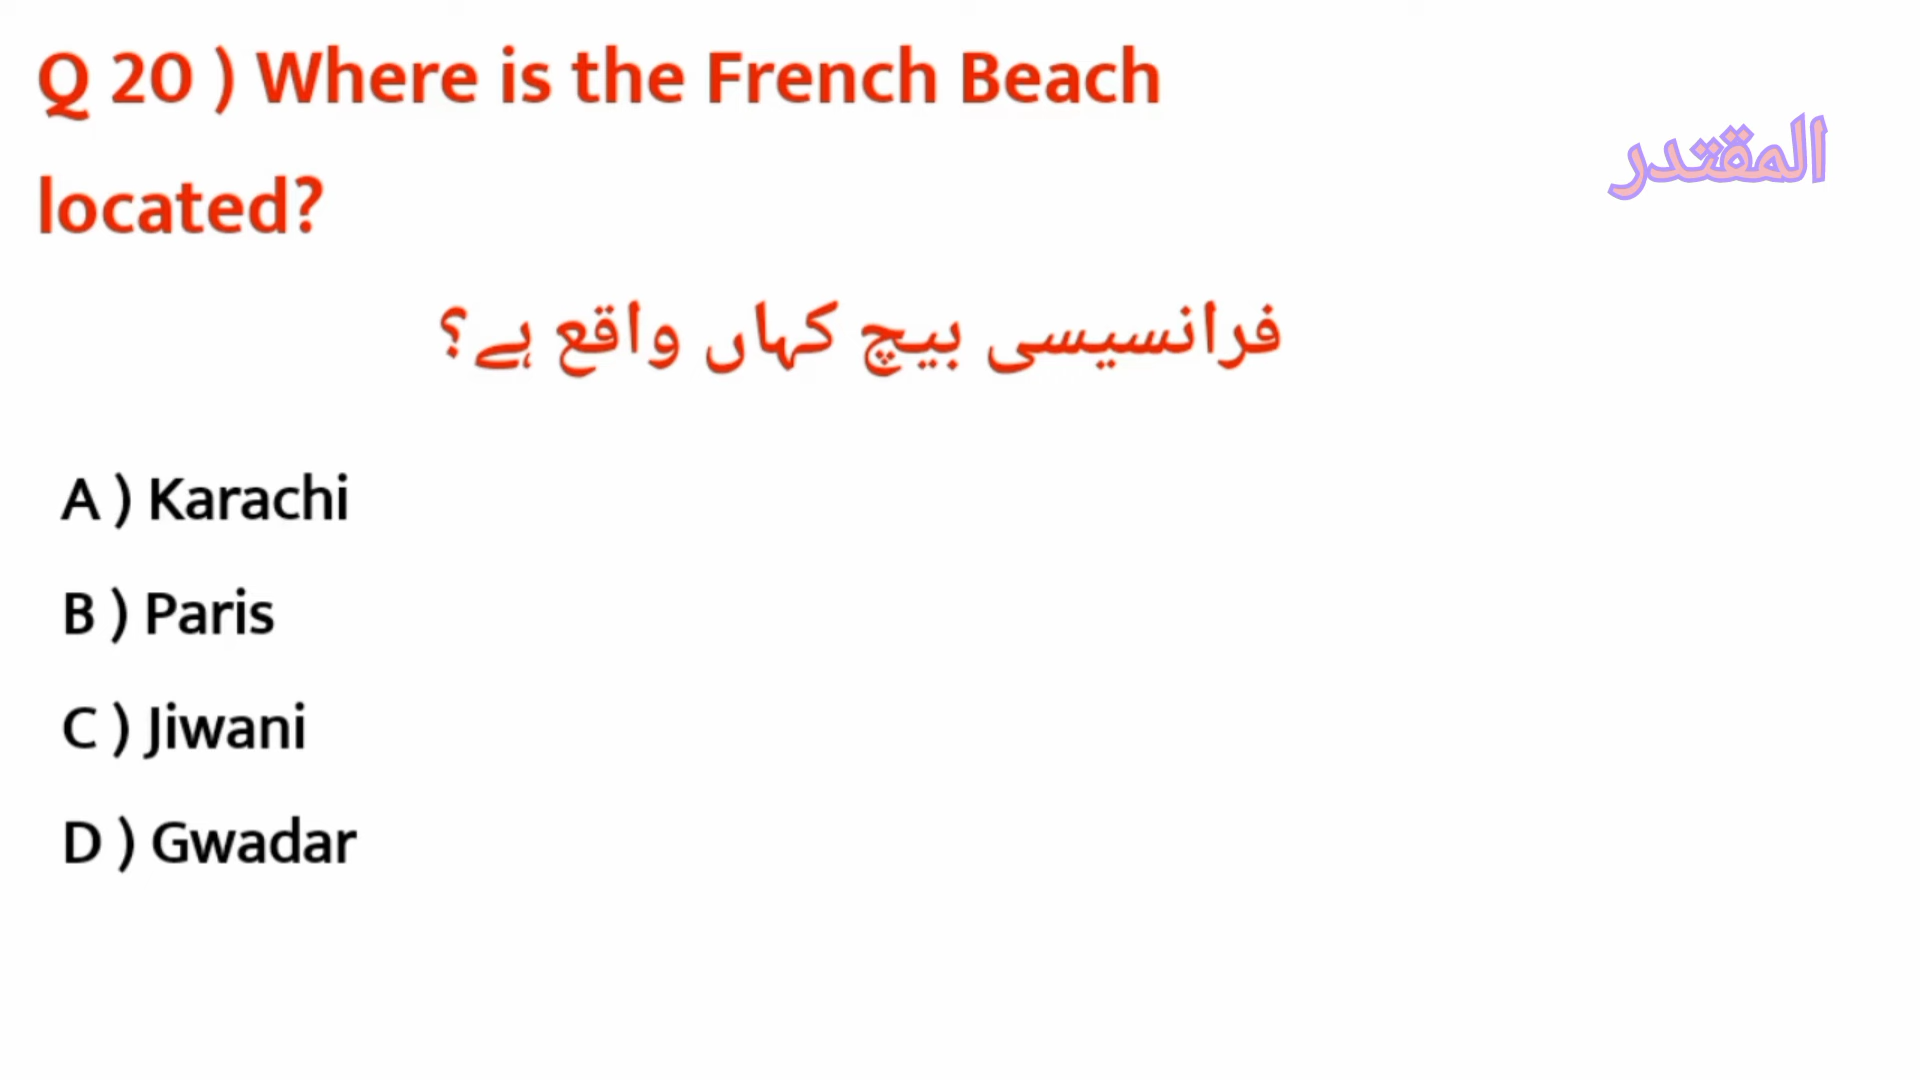 Q 20 ) Where is the French Beach
located?
المقتدر
فرانسیسی بیچ کہاں واقع ہے؟
A ) Karachi
B ) Paris
C ) Jiwani
D ) Gwadar